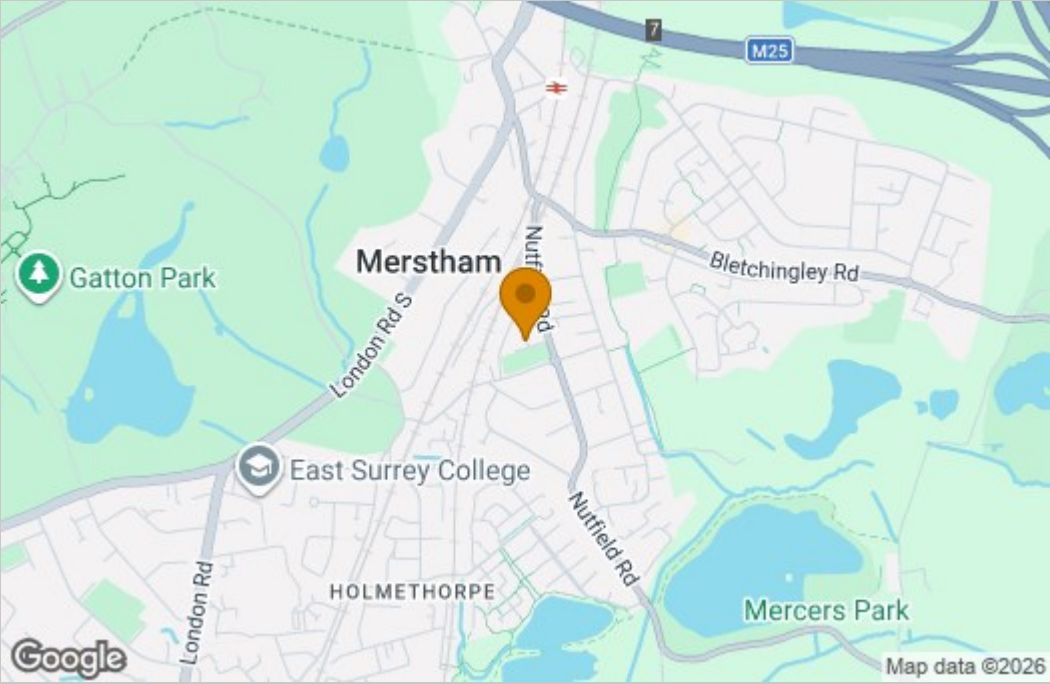 7
M25
Merstham
Nutf
Rd
Bletchingley Rd
Gatton Park
London Rd S
East Surrey College
Nutfield Rd
HOLMETHORPE
London Rd
Mercers Park
Google
Map data ©2026